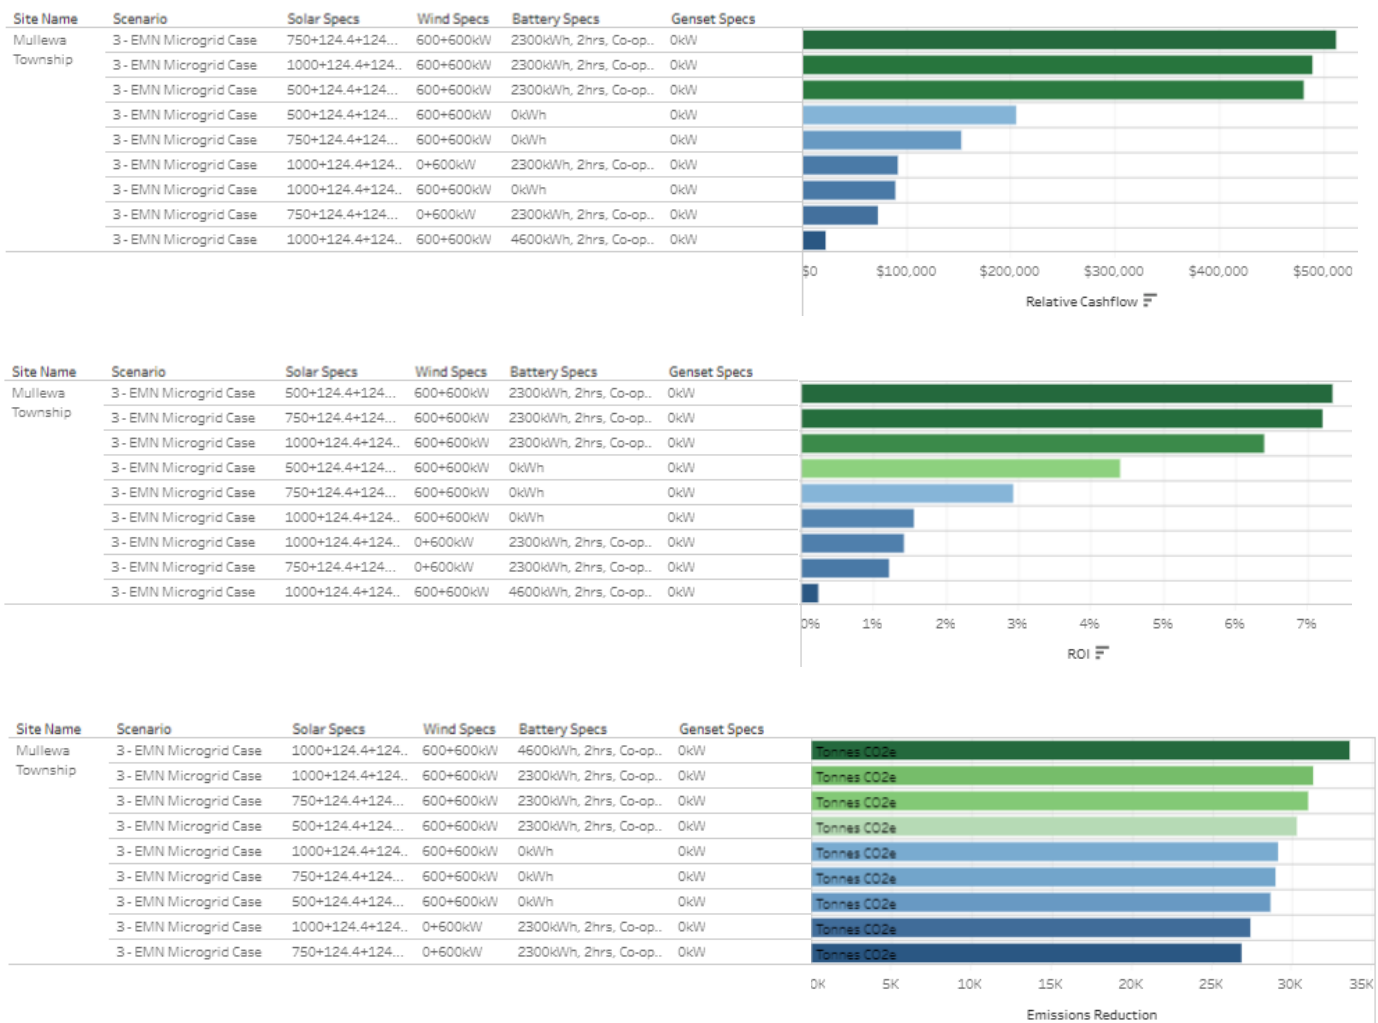 Site Name Scenario Solar Specs Wind Specs Battery Specs Genset Specs
Mullewa Township 3 - EMN Microgrid Case 750+124.4+124... 600+600kW 2300kWh, 2hrs, Co-op.. 0kW
3 - EMN Microgrid Case 1000+124.4+124.. 600+600kW 2300kWh, 2hrs, Co-op.. 0kW
3 - EMN Microgrid Case 500+124.4+124... 600+600kW 2300kWh, 2hrs, Co-op.. 0kW
3 - EMN Microgrid Case 500+124.4+124... 600+600kW 0kWh 0kW
3 - EMN Microgrid Case 750+124.4+124... 600+600kW 0kWh 0kW
3 - EMN Microgrid Case 1000+124.4+124.. 0+600kW 2300kWh, 2hrs, Co-op.. 0kW
3 - EMN Microgrid Case 1000+124.4+124.. 600+600kW 0kWh 0kW
3 - EMN Microgrid Case 750+124.4+124... 0+600kW 2300kWh, 2hrs, Co-op.. 0kW
3 - EMN Microgrid Case 1000+124.4+124.. 600+600kW 4600kWh, 2hrs, Co-op.. 0kW
$0 $100,000 $200,000 $300,000 $400,000 $500,000
Relative Cashflow
Site Name Scenario Solar Specs Wind Specs Battery Specs Genset Specs
Mullewa Township 3 - EMN Microgrid Case 500+124.4+124... 600+600kW 2300kWh, 2hrs, Co-op.. 0kW
3 - EMN Microgrid Case 750+124.4+124... 600+600kW 2300kWh, 2hrs, Co-op.. 0kW
3 - EMN Microgrid Case 1000+124.4+124.. 600+600kW 2300kWh, 2hrs, Co-op.. 0kW
3 - EMN Microgrid Case 500+124.4+124... 600+600kW 0kWh 0kW
3 - EMN Microgrid Case 750+124.4+124... 600+600kW 0kWh 0kW
3 - EMN Microgrid Case 1000+124.4+124.. 600+600kW 0kWh 0kW
3 - EMN Microgrid Case 1000+124.4+124.. 0+600kW 2300kWh, 2hrs, Co-op.. 0kW
3 - EMN Microgrid Case 750+124.4+124... 0+600kW 2300kWh, 2hrs, Co-op.. 0kW
3 - EMN Microgrid Case 1000+124.4+124.. 600+600kW 4600kWh, 2hrs, Co-op.. 0kW
0% 1% 2% 3% 4% 5% 6% 7%
ROI
Site Name Scenario Solar Specs Wind Specs Battery Specs Genset Specs
Mullewa Township 3 - EMN Microgrid Case 1000+124.4+124.. 600+600kW 4600kWh, 2hrs, Co-op.. 0kW Tonnes CO2e
3 - EMN Microgrid Case 1000+124.4+124.. 600+600kW 2300kWh, 2hrs, Co-op.. 0kW Tonnes CO2e
3 - EMN Microgrid Case 750+124.4+124... 600+600kW 2300kWh, 2hrs, Co-op.. 0kW Tonnes CO2e
3 - EMN Microgrid Case 500+124.4+124... 600+600kW 2300kWh, 2hrs, Co-op.. 0kW Tonnes CO2e
3 - EMN Microgrid Case 1000+124.4+124.. 600+600kW 0kWh 0kW Tonnes CO2e
3 - EMN Microgrid Case 750+124.4+124... 600+600kW 0kWh 0kW Tonnes CO2e
3 - EMN Microgrid Case 500+124.4+124... 600+600kW 0kWh 0kW Tonnes CO2e
3 - EMN Microgrid Case 1000+124.4+124.. 0+600kW 2300kWh, 2hrs, Co-op.. 0kW Tonnes CO2e
3 - EMN Microgrid Case 750+124.4+124... 0+600kW 2300kWh, 2hrs, Co-op.. 0kW Tonnes CO2e
0K 5K 10K 15K 20K 25K 30K 35K
Emissions Reduction